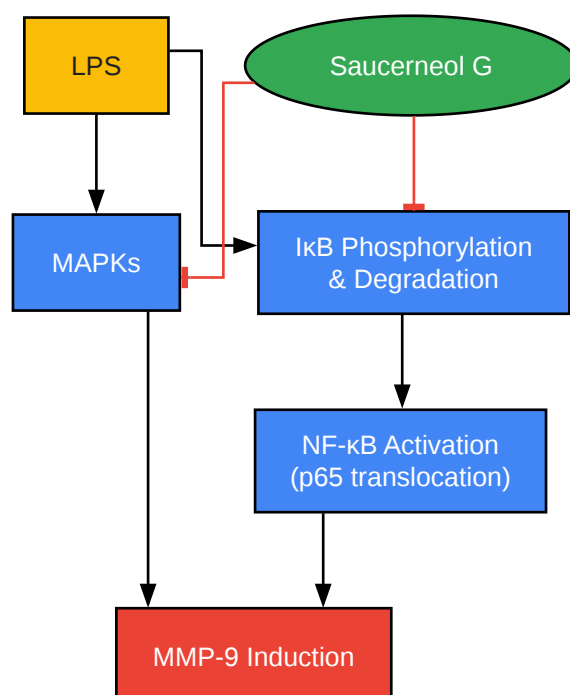 LPS
Saucerneol G
MAPKs
IκB Phosphorylation
& Degradation
NF-κB Activation
(p65 translocation)
MMP-9 Induction